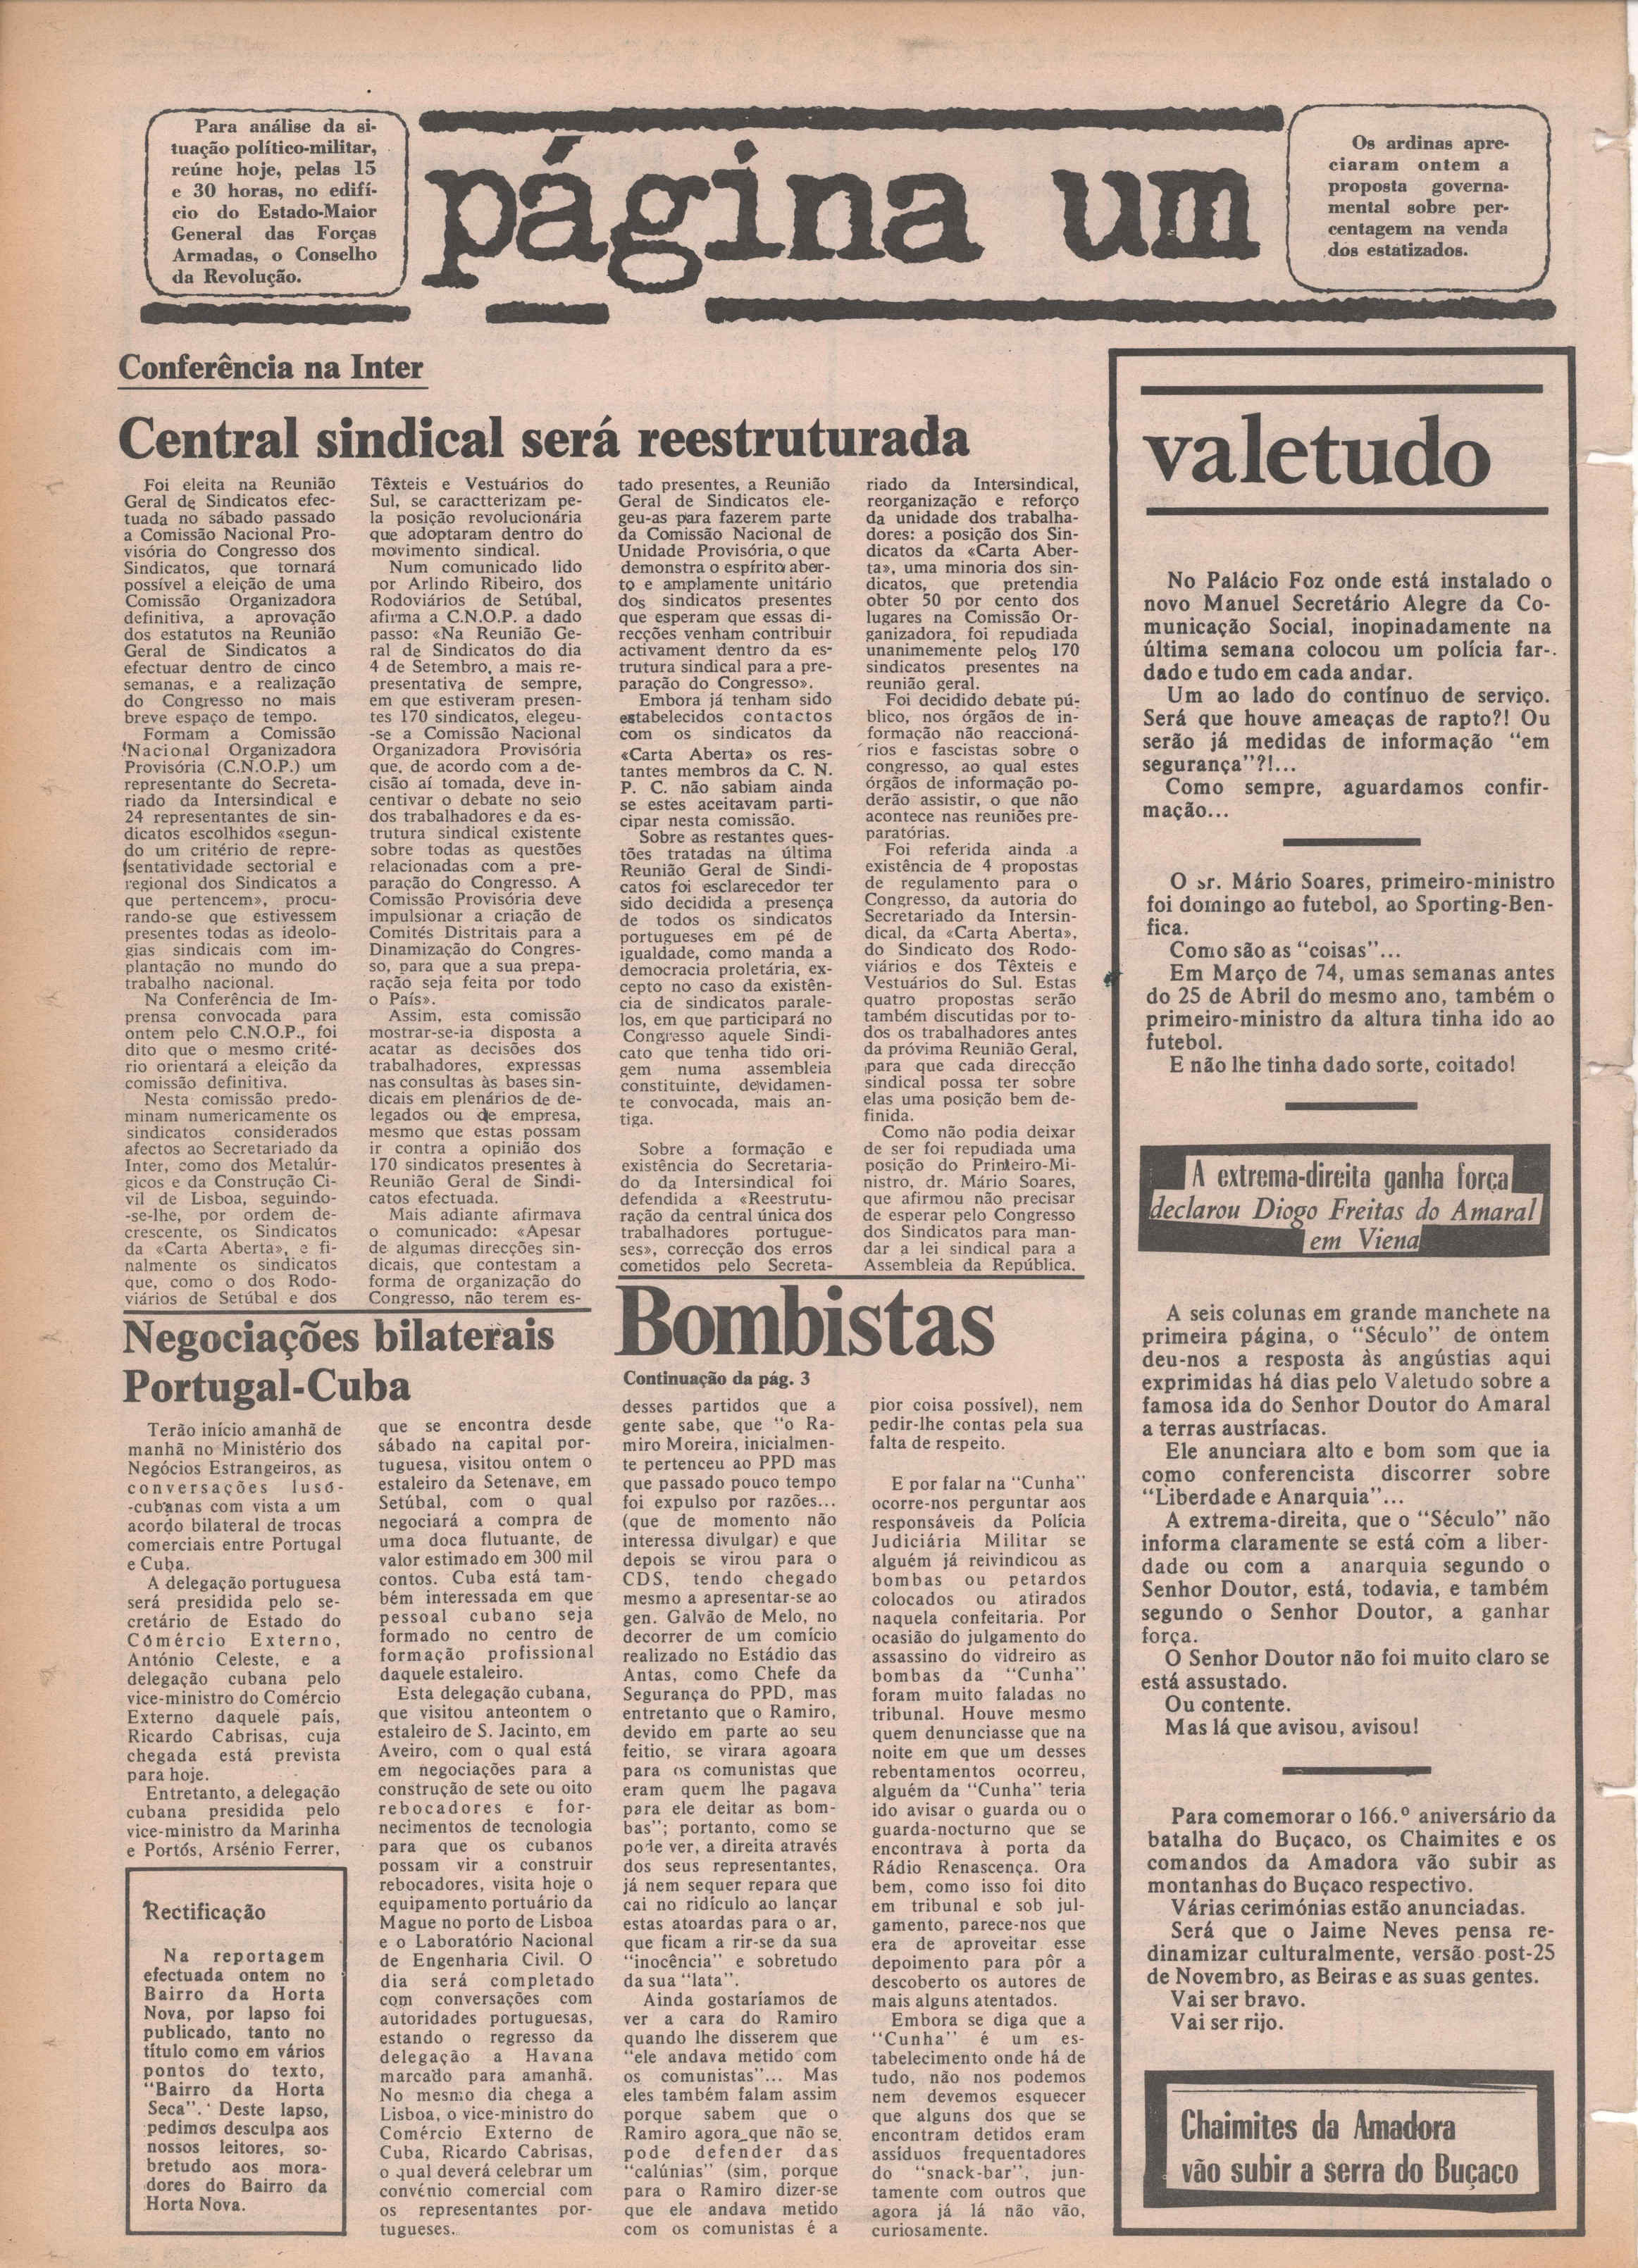 Para análise da si-
tuação político-militar,
reúne hoje, pelas 15
e 30 horas, no edifí-
cio do Estado-Maior
General das Forças
Armadas, o Conselho
da Revolução.
página um
Os ardinas apre-
ciaram ontem a
proposta governa-
mental sobre per-
centagem na venda
dos estatizados.
Conferência na Inter
Central sindical será reestruturada
Foi eleita na Reunião
Geral de Sindicatos efec-
tuada no sábado passado
a Comissão Nacional Pro-
visória do Congresso dos
Sindicatos, que tornará
possível a eleição de uma
Comissão Organizadora
definitiva, a aprovação
dos estatutos na Reunião
Geral de Sindicatos a
efectuar dentro de cinco
semanas, e a realização
do Congresso no mais
breve espaço de tempo.
Formam a Comissão
Nacional Organizadora
Provisória (C.N.O.P.) um
representante do Secreta-
riado da Intersindical e
24 representantes de sin-
dicatos escolhidos «segun-
do um critério de repre-
sentatividade sectorial e
regional dos Sindicatos a
que pertencem», procu-
rando-se que estivessem
presentes todas as ideolo-
gias sindicais com im-
plantação no mundo do
trabalho nacional.
Na Conferência de Im-
prensa convocada para
ontem pelo C.N.O.P., foi
dito que o mesmo crité-
rio orientará a eleição da
comissão definitiva.
Nesta comissão predo-
minam numericamente os
sindicatos considerados
afectos ao Secretariado da
Inter, como dos Metalúr-
gicos e da Construção Ci-
vil de Lisboa, seguindo-
-se-lhe, por ordem de-
crescente, os Sindicatos
da «Carta Aberta», e fi-
nalmente os sindicatos
que, como o dos Rodo-
viários de Setúbal e dos
Têxteis e Vestuários do
Sul, se caractterizam pe-
la posição revolucionária
que adoptaram dentro do
movimento sindical.
Num comunicado lido
por Arlindo Ribeiro, dos
Rodoviários de Setúbal,
afirma a C.N.O.P. a dado
passo: «Na Reunião Ge-
ral de Sindicatos do dia
4 de Setembro, a mais re-
presentativa de sempre,
em que estiveram presen-
tes 170 sindicatos, elegeu-
-se a Comissão Nacional
Organizadora Provisória
que, de acordo com a de-
cisão aí tomada, deve in-
centivar o debate no seio
dos trabalhadores e da es-
trutura sindical existente
sobre todas as questões
relacionadas com a pre-
paração do Congresso. A
Comissão Provisória deve
impulsionar a criação de
Comités Distritais para a
Dinamização do Congres-
so, para que a sua prepa-
ração seja feita por todo
o País».
Assim, esta comissão
mostrar-se-ia disposta a
acatar as decisões dos
trabalhadores, expressas
nas consultas às bases sin-
dicais em plenários de de-
legados ou de empresa,
mesmo que estas possam
ir contra a opinião dos
170 sindicatos presentes à
Reunião Geral de Sindi-
catos efectuada.
Mais adiante afirmava
o comunicado: «Apesar
de algumas direcções sin-
dicais, que contestam a
forma de organização do
Congresso, não terem es-
tado presentes, a Reunião
Geral de Sindicatos ele-
geu-as para fazerem parte
da Comissão Nacional de
Unidade Provisória, o que
demonstra o espírito aber-
to e amplamente unitário
dos sindicatos presentes
que esperam que essas di-
recções venham contribuir
activament dentro da es-
trutura sindical para a pre-
paração do Congresso».
Embora já tenham sido
estabelecidos contactos
com os sindicatos da
«Carta Aberta» os res-
tantes membros da C. N.
P. C. não sabiam ainda
se estes aceitavam parti-
cipar nesta comissão.
Sobre as restantes ques-
tões tratadas na última
Reunião Geral de Sindi-
catos foi esclarecedor ter
sido decidida a presença
de todos os sindicatos
portugueses em pé de
igualdade, como manda a
democracia proletária, ex-
cepto no caso da existên-
cia de sindicatos parale-
los, em que participará no
Congresso aquele Sindi-
cato que tenha tido ori-
gem numa assembleia
constituinte, devidamen-
te convocada, mais an-
tiga.
Sobre a formação e
existência do Secretaria-
do da Intersindical foi
defendida a «Reestrutu-
ração da central única dos
trabalhadores portugue-
ses», correcção dos erros
cometidos pelo Secreta-
riado da Intersindical,
reorganização e reforço
da unidade dos trabalha-
dores: a posição dos Sin-
dicatos da «Carta Aber-
ta», uma minoria dos sin-
dicatos, que pretendia
obter 50 por cento dos
lugares na Comissão Or-
ganizadora, foi repudiada
unanimemente pelos 170
sindicatos presentes na
reunião geral.
Foi decidido debate pú-
blico, nos órgãos de in-
formação não reaccioná-
rios e fascistas sobre o
congresso, ao qual estes
órgãos de informação po-
derão assistir, o que não
acontece nas reuniões pre-
paratórias.
Foi referida ainda a
existência de 4 propostas
de regulamento para o
Congresso, da autoria do
Secretariado da Intersin-
dical, da «Carta Aberta»,
do Sindicato dos Rodo-
viários e dos Têxteis e
Vestuários do Sul. Estas
quatro propostas serão
também discutidas por to-
dos os trabalhadores antes
da próxima Reunião Geral,
para que cada direcção
sindical possa ter sobre
elas uma posição bem de-
finida.
Como não podia deixar
de ser foi repudiada uma
posição do Primeiro-Mi-
nistro, dr. Mário Soares,
que afirmou não precisar
de esperar pelo Congresso
dos Sindicatos para man-
dar a lei sindical para a
Assembleia da República.
Negociações bilaterais
Portugal-Cuba
Terão início amanhã de
manhã no Ministério dos
Negócios Estrangeiros, as
conversações luso-
-cubanas com vista a um
acordo bilateral de trocas
comerciais entre Portugal
e Cuba.
A delegação portuguesa
será presidida pelo se-
cretário de Estado do
Comércio Externo,
António Celeste, e a
delegação cubana pelo
vice-ministro do Comércio
Externo daquele país,
Ricardo Cabrisas, cuja
chegada está prevista
para hoje.
Entretanto, a delegação
cubana presidida pelo
vice-ministro da Marinha
e Portós, Arsénio Ferrer,
que se encontra desde
sábado na capital por-
tuguesa, visitou ontem o
estaleiro da Setenave, em
Setúbal, com o qual
negociará a compra de
uma doca flutuante, de
valor estimado em 300 mil
contos. Cuba está tam-
bém interessada em que
pessoal cubano seja
formado no centro de
formação profissional
daquele estaleiro.
Esta delegação cubana,
que visitou anteontem o
estaleiro de S. Jacinto, em
Aveiro, com o qual está
em negociações para a
construção de sete ou oito
rebocadores e for-
necimentos de tecnologia
para que os cubanos
possam vir a construir
rebocadores, visita hoje o
equipamento portuário da
Mague no porto de Lisboa
e o Laboratório Nacional
de Engenharia Civil. O
dia será completado
com conversações com
autoridades portuguesas,
estando o regresso da
delegação a Havana
marcado para amanhã.
No mesmo dia chega a
Lisboa, o vice-ministro do
Comércio Externo de
Cuba, Ricardo Cabrisas,
o qual deverá celebrar um
convénio comercial com
os representantes por-
tugueses.
Rectificação
Na reportagem
efectuada ontem no
Bairro da Horta
Nova, por lapso foi
publicado, tanto no
título como em vários
pontos do texto,
"Bairro da Horta
Seca". Deste lapso,
pedimos desculpa aos
nossos leitores, so-
bretudo aos mora-
dores do Bairro da
Horta Nova.
Bombistas
Continuação da pág. 3
desses partidos que a
gente sabe, que "o Ra-
miro Moreira, inicialmen-
te pertenceu ao PPD mas
que passado pouco tempo
foi expulso por razões...
(que de momento não
interessa divulgar) e que
depois se virou para o
CDS, tendo chegado
mesmo a apresentar-se ao
gen. Galvão de Melo, no
decorrer de um comício
realizado no Estádio das
Antas, como Chefe da
Segurança do PPD, mas
entretanto que o Ramiro,
devido em parte ao seu
feitio, se virara agoara
para os comunistas que
eram quem lhe pagava
para ele deitar as bom-
bas"; portanto, como se
pode ver, a direita através
dos seus representantes,
já nem sequer repara que
cai no ridículo ao lançar
estas atoardas para o ar,
que ficam a rir-se da sua
"inocência" e sobretudo
da sua "lata".
Ainda gostaríamos de
ver a cara do Ramiro
quando lhe disserem que
"ele andava metido com
os comunistas"... Mas
eles também falam assim
porque sabem que o
Ramiro agora que não se
pode defender das
"calúnias" (sim, porque
para o Ramiro dizer-se
que ele andava metido
com os comunistas é a
pior coisa possível), nem
pedir-lhe contas pela sua
falta de respeito.
E por falar na "Cunha"
ocorre-nos perguntar aos
responsáveis da Polícia
Judiciária Militar se
alguém já reivindicou as
bombas ou petardos
colocados ou atirados
naquela confeitaria. Por
ocasião do julgamento do
assassino do vidreiro as
bombas da "Cunha"
foram muito faladas no
tribunal. Houve mesmo
quem denunciasse que na
noite em que um desses
rebentamentos ocorreu,
alguém da "Cunha" teria
ido avisar o guarda ou o
guarda-nocturno que se
encontrava à porta da
Rádio Renascença. Ora
bem, como isso foi dito
em tribunal e sob jul-
gamento, parece-nos que
era de aproveitar esse
depoimento para pôr a
descoberto os autores de
mais alguns atentados.
Embora se diga que a
"Cunha" é um es-
tabelecimento onde há de
tudo, não nos podemos
nem devemos esquecer
que alguns dos que se
encontram detidos eram
assíduos frequentadores
do "snack-bar", jun-
tamente com outros que
agora já lá não vão,
curiosamente.
valetudo
No Palácio Foz onde está instalado o
novo Manuel Secretário Alegre da Co-
municação Social, inopinadamente na
última semana colocou um polícia far-
dado e tudo em cada andar.
Um ao lado do contínuo de serviço.
Será que houve ameaças de rapto?! Ou
serão já medidas de informação "em
segurança"?!...
Como sempre, aguardamos confir-
mação...
O sr. Mário Soares, primeiro-ministro
foi domingo ao futebol, ao Sporting-Ben-
fica.
Como são as "coisas"...
Em Março de 74, umas semanas antes
do 25 de Abril do mesmo ano, também o
primeiro-ministro da altura tinha ido ao
futebol.
E não lhe tinha dado sorte, coitado!
A extrema-direita ganha força
declarou Diogo Freitas do Amaral
em Viena
A seis colunas em grande manchete na
primeira página, o "Século" de ontem
deu-nos a resposta às angústias aqui
exprimidas há dias pelo Valetudo sobre a
famosa ida do Senhor Doutor do Amaral
a terras austríacas.
Ele anunciara alto e bom som que ia
como conferencista discorrer sobre
"Liberdade e Anarquia"...
A extrema-direita, que o "Século" não
informa claramente se está com a liber-
dade ou com a anarquia segundo o
Senhor Doutor, está, todavia, e também
segundo o Senhor Doutor, a ganhar
força.
O Senhor Doutor não foi muito claro se
está assustado.
Ou contente.
Mas lá que avisou, avisou!
Para comemorar o 166.º aniversário da
batalha do Buçaco, os Chaimites e os
comandos da Amadora vão subir as
montanhas do Buçaco respectivo.
Várias cerimónias estão anunciadas.
Será que o Jaime Neves pensa re-
dinamizar culturalmente, versão post-25
de Novembro, as Beiras e as suas gentes.
Vai ser bravo.
Vai ser rijo.
Chaimites da Amadora
vão subir a serra do Buçaco